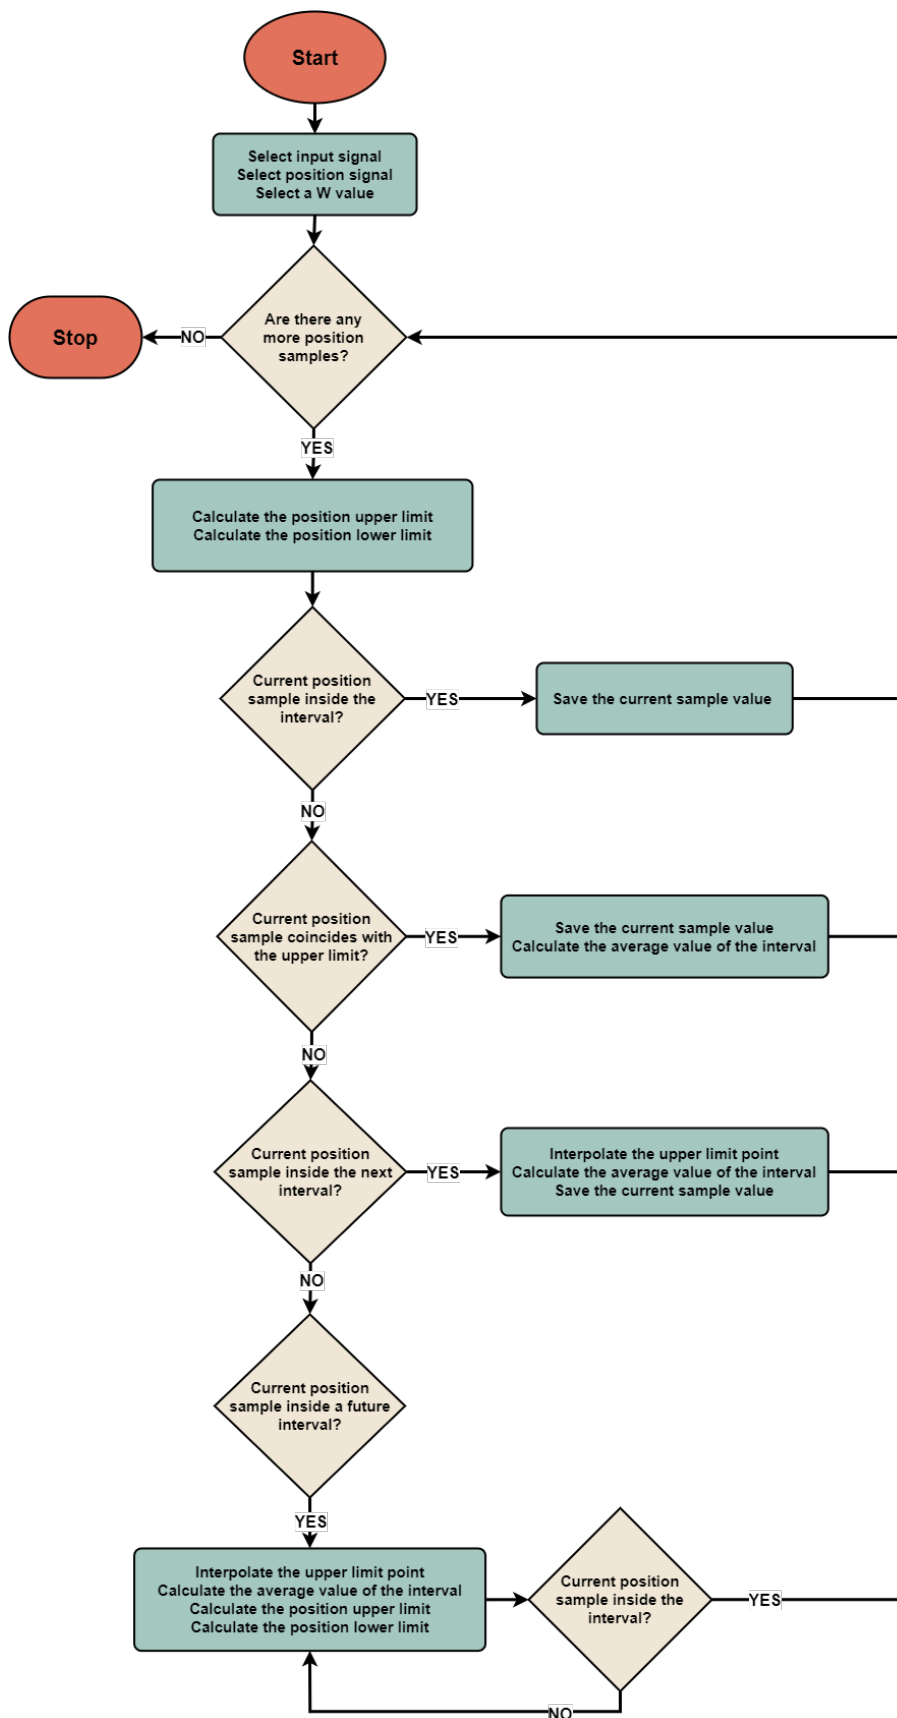 Start
Select input signal
Select position signal
Select a W value
Are there any
more position
samples?
NO
Stop
YES
Calculate the position upper limit
Calculate the position lower limit
Current position
sample inside the
interval?
YES
Save the current sample value
NO
Current position
sample coincides with
the upper limit?
YES
Save the current sample value
Calculate the average value of the interval
NO
Current position
sample inside the next
interval?
YES
Interpolate the upper limit point
Calculate the average value of the interval
Save the current sample value
NO
Current position
sample inside a future
interval?
YES
Interpolate the upper limit point
Calculate the average value of the interval
Calculate the position upper limit
Calculate the position lower limit
Current position
sample inside the
interval?
YES
NO